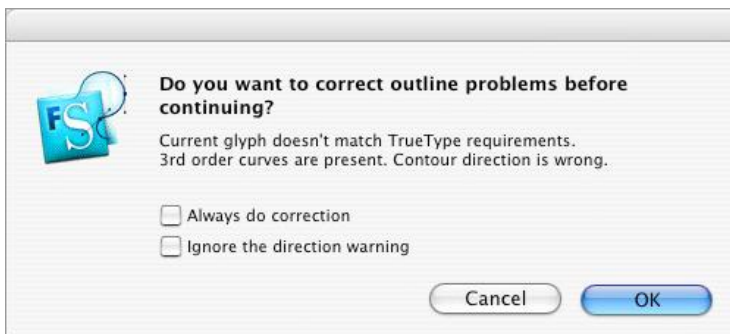 FS
Do you want to correct outline problems before
continuing?
Current glyph doesn't match TrueType requirements.
3rd order curves are present. Contour direction is wrong.
Always do correction
Ignore the direction warning
Cancel OK